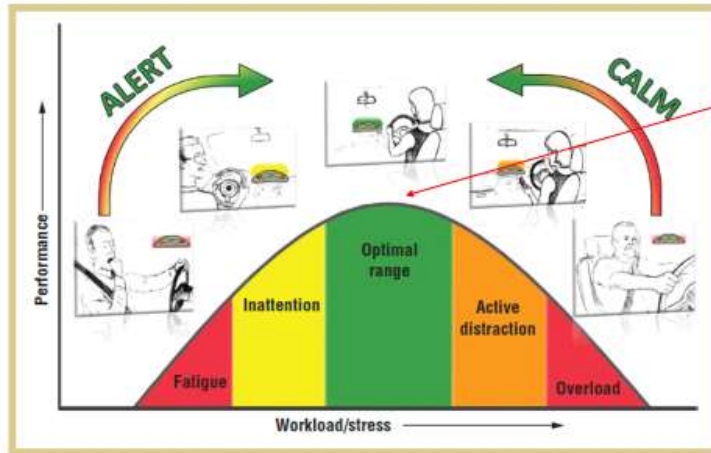 ALERT
CALM
Performance
Optimal
range
Inattention
Active
distraction
Fatigue
Overload
Workload/stress